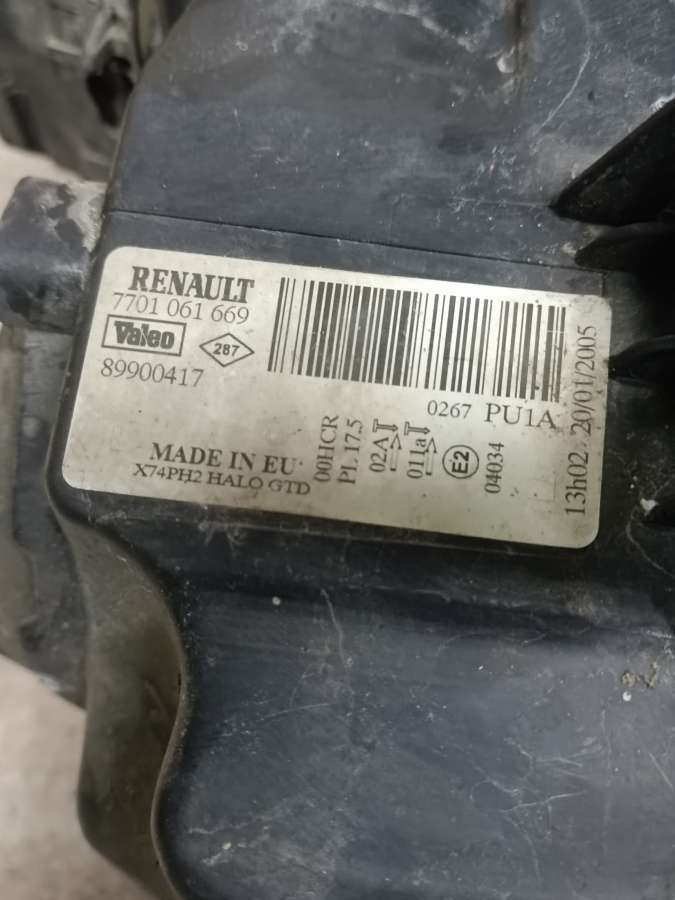 RENAULT
7701 061 669
Valeo
287
89900417
0267 PU1A
MADE IN EU
X74PH2 HALO GTD
00HCR
PL 17.5
02A
011a
E2
04034
13h02 20/01/2005